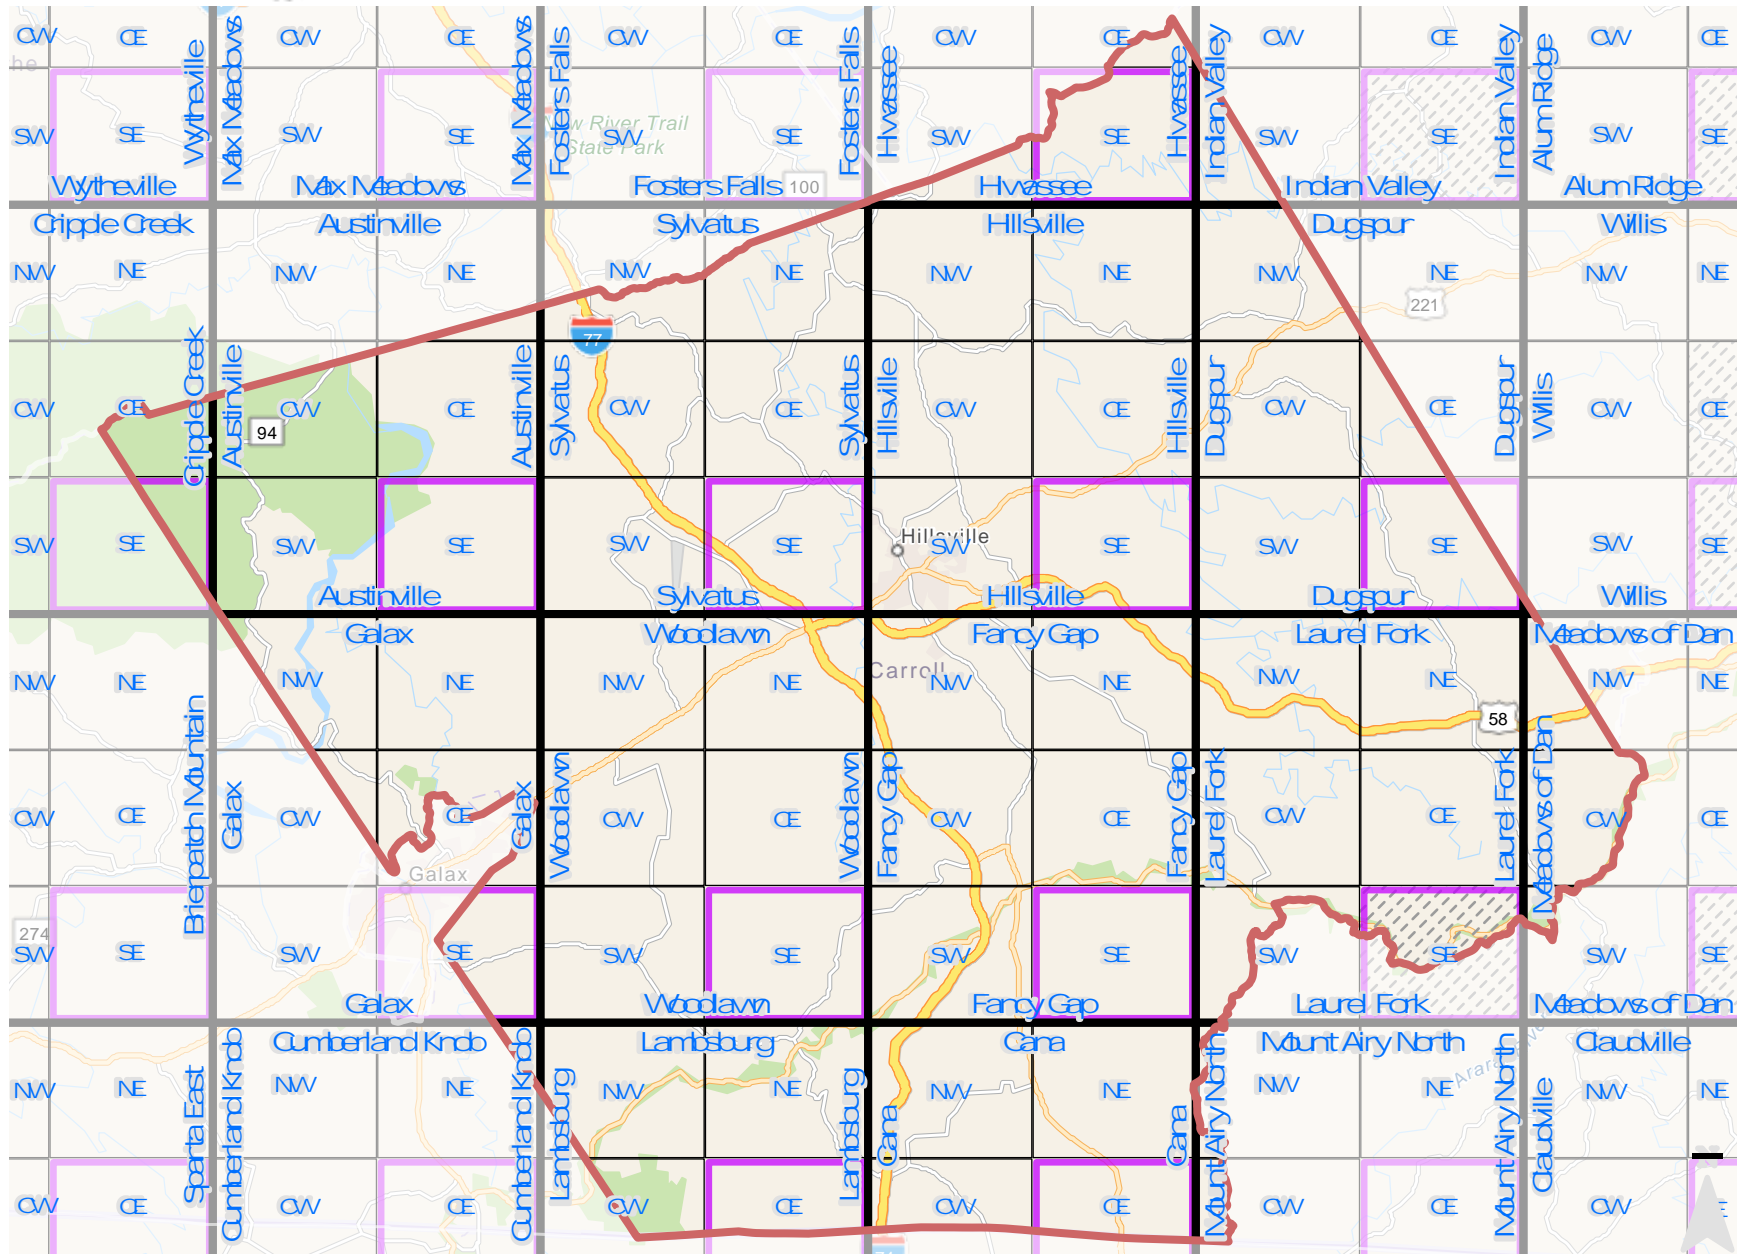 CW CE CW CE CW CE CW CE CW CE CW CE
Wytheville Max Meadows Max Meadows Fosters Falls Fosters Falls Hiwassee Hiwassee Indian Valley Indian Valley Alum Ridge
New River Trail
State Park
SW SE SW SE SW SE SW SE SW SE SW SE
Wytheville Max Meadows Fosters Falls 100 Hiwassee Indian Valley Alum Ridge
Cripple Creek Austinville Sylvatus Hillsville Dugspur Willis
NW NE NW NE NW NE NW NE NW NE NW NE
221
77
Cripple Creek Austinville Austinville Sylvatus Sylvatus Hillsville Hillsville Dugspur Dugspur Willis
CW CE CW CE CW CE CW CE CW CE CW CE
94
Hillsville
SW SE SW SE SW SE SW SE SW SE SW SE
Austinville Sylvatus Hillsville Dugspur Willis
Galax Woodlawn Fancy Gap Laurel Fork Meadows of Dan
Carroll
NW NE NW NE NW NE NW NE NW NE NW NE
58
Brierpatch Mountain Galax Galax Woodlawn Woodlawn Fancy Gap Fancy Gap Laurel Fork Laurel Fork Meadows of Dan
CW CE CW CE CW CE CW CE CW CE CW CE
Galax
274
SW SE SW SE SW SE SW SE SW SE SW SE
Galax Woodlawn Fancy Gap Laurel Fork Meadows of Dan
Cumberland Knob Lambsburg Cana Mount Airy North Claudville
NW NE NW NE NW NE NW NE NW NE NW NE
Sparta East Cumberland Knob Cumberland Knob Lambsburg Lambsburg Cana Cana Mount Airy North Mount Airy North Claudville
CW CE CW CE CW CE CW CE CW CE